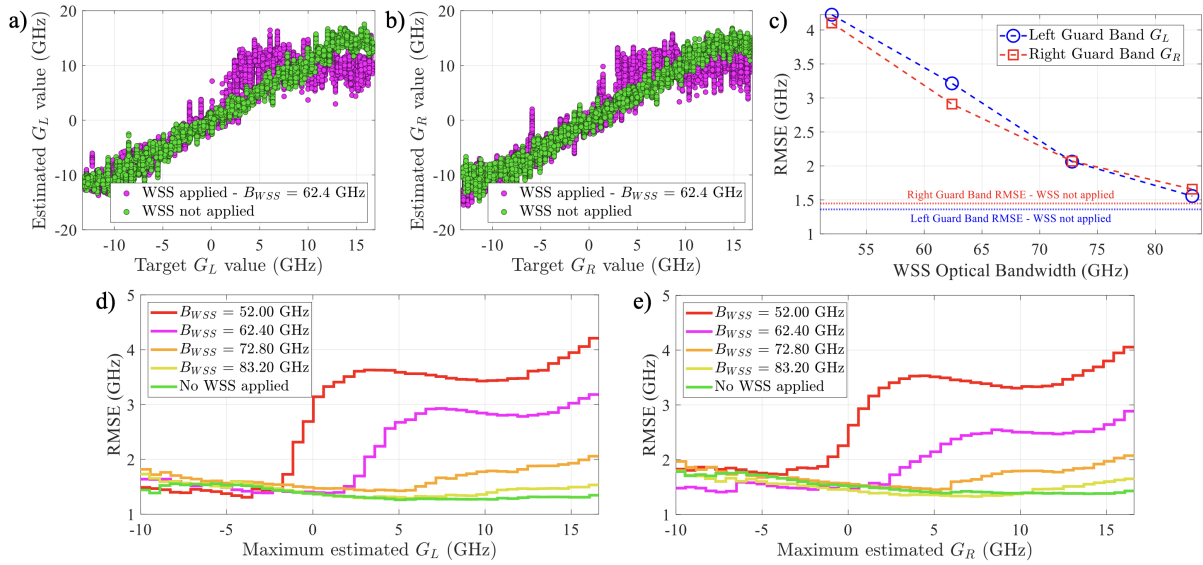 a)
Estimated G_L value (GHz)
20
10
0
-10
-20
WSS applied - B_WSS = 62.4 GHz
WSS not applied
-10
-5
0
5
10
15
Target G_L value (GHz)
b)
Estimated G_R value (GHz)
20
10
0
-10
-20
WSS applied - B_WSS = 62.4 GHz
WSS not applied
-10
-5
0
5
10
15
Target G_R value (GHz)
c)
RMSE (GHz)
4
3.5
3
2.5
2
1.5
1
Left Guard Band G_L
Right Guard Band G_R
Right Guard Band RMSE - WSS not applied
Left Guard Band RMSE - WSS not applied
55
60
65
70
75
80
WSS Optical Bandwidth (GHz)
d)
RMSE (GHz)
5
4
3
2
1
B_WSS = 52.00 GHz
B_WSS = 62.40 GHz
B_WSS = 72.80 GHz
B_WSS = 83.20 GHz
No WSS applied
-10
-5
0
5
10
15
Maximum estimated G_L (GHz)
e)
RMSE (GHz)
5
4
3
2
1
B_WSS = 52.00 GHz
B_WSS = 62.40 GHz
B_WSS = 72.80 GHz
B_WSS = 83.20 GHz
No WSS applied
-10
-5
0
5
10
15
Maximum estimated G_R (GHz)